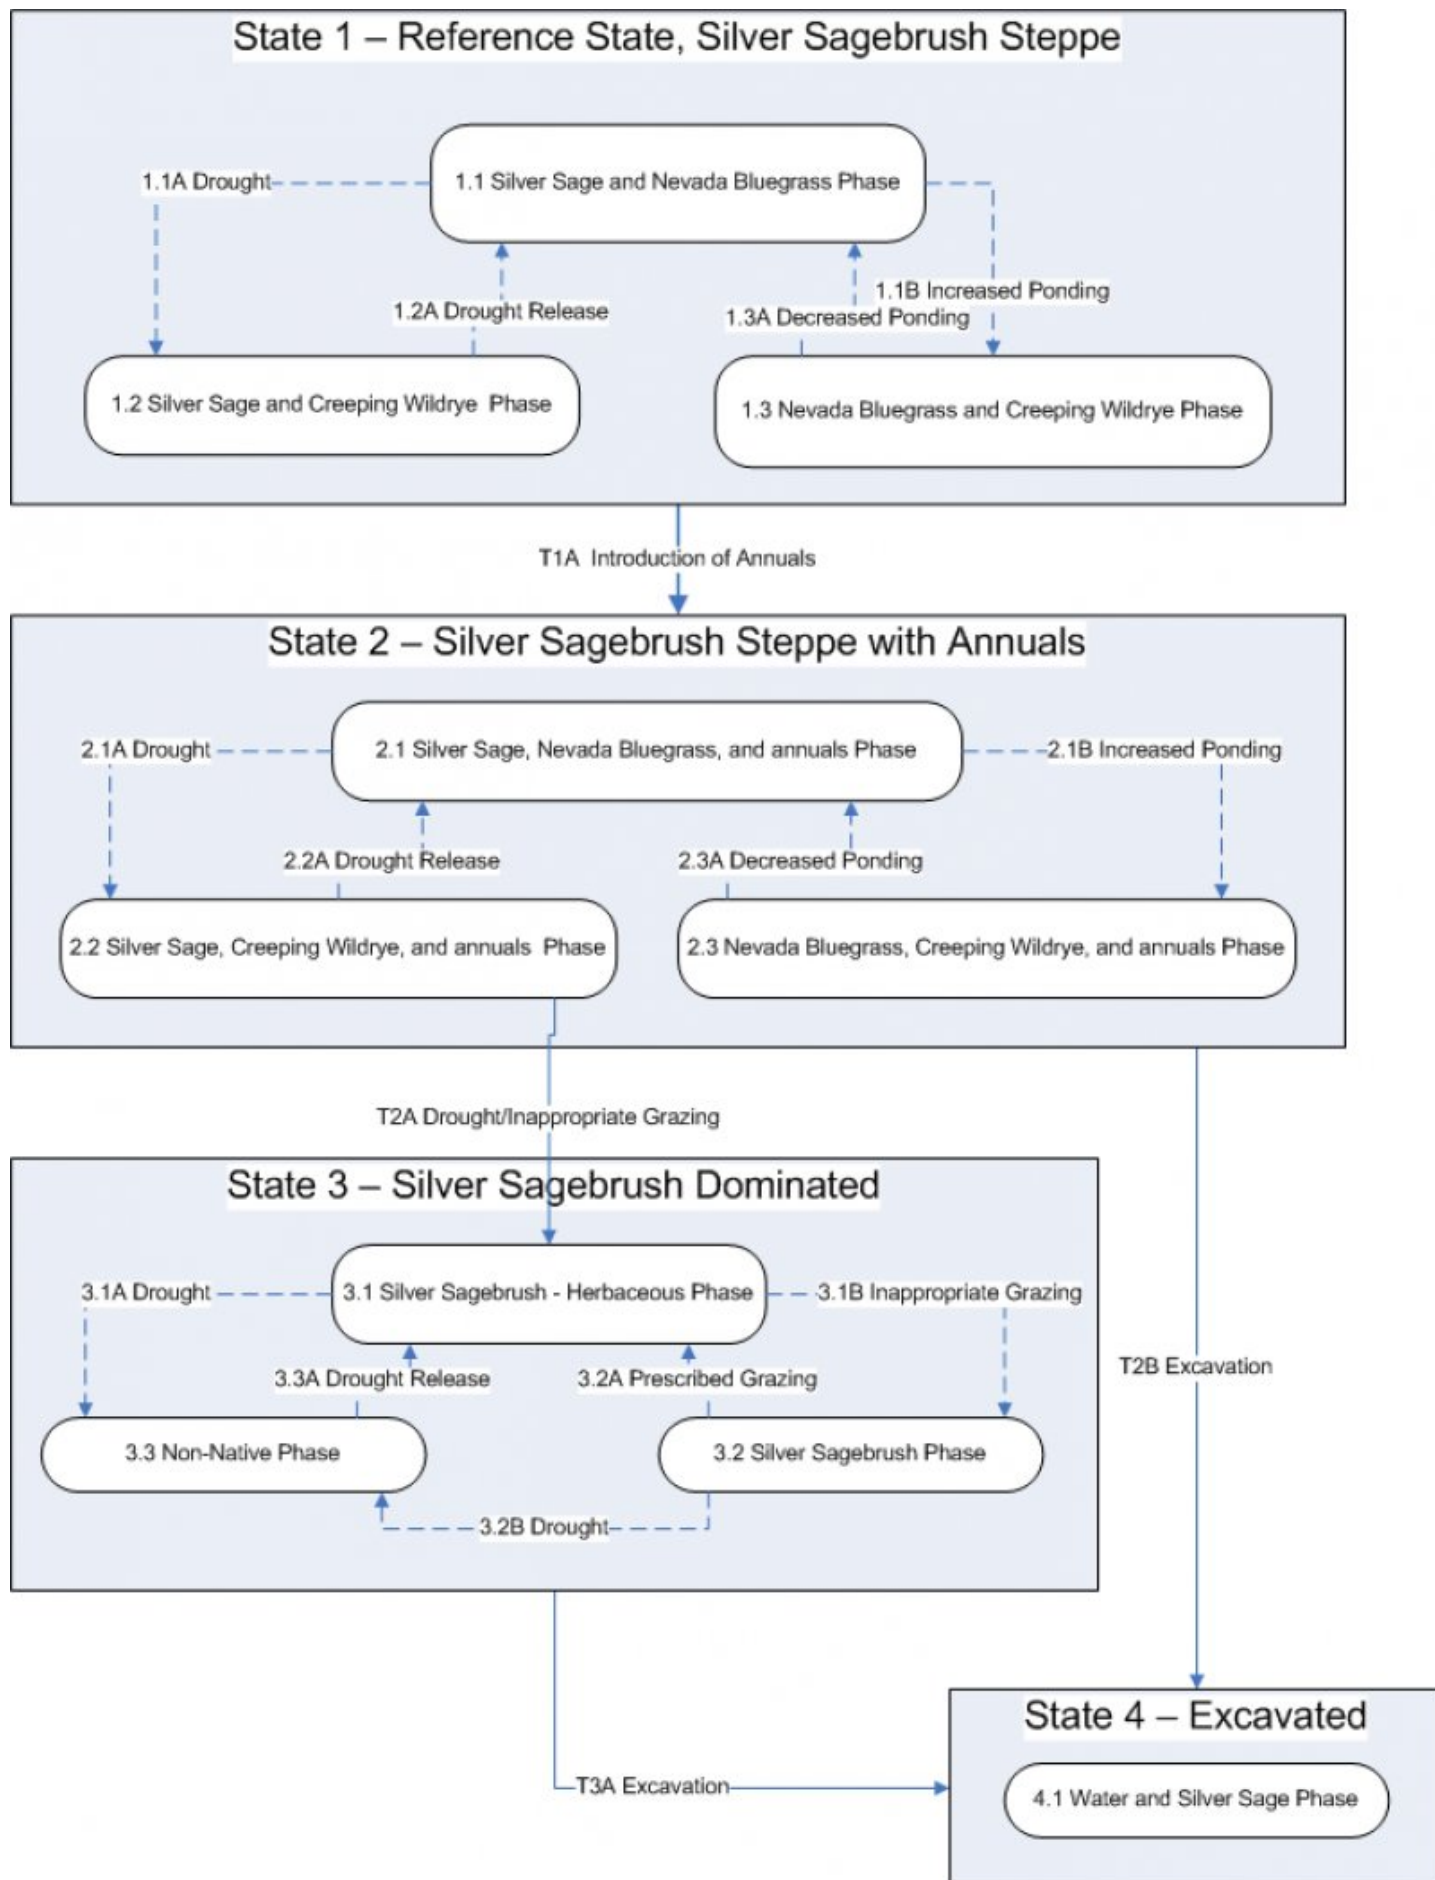 State 1 – Reference State, Silver Sagebrush Steppe
1.1A Drought
1.1 Silver Sage and Nevada Bluegrass Phase
1.1B Increased Ponding
1.2A Drought Release
1.3A Decreased Ponding
1.2 Silver Sage and Creeping Wildrye Phase
1.3 Nevada Bluegrass and Creeping Wildrye Phase
T1A Introduction of Annuals
State 2 – Silver Sagebrush Steppe with Annuals
2.1A Drought
2.1 Silver Sage, Nevada Bluegrass, and annuals Phase
2.1B Increased Ponding
2.2A Drought Release
2.3A Decreased Ponding
2.2 Silver Sage, Creeping Wildrye, and annuals Phase
2.3 Nevada Bluegrass, Creeping Wildrye, and annuals Phase
T2A Drought/Inappropriate Grazing
State 3 – Silver Sagebrush Dominated
3.1A Drought
3.1 Silver Sagebrush - Herbaceous Phase
3.1B Inappropriate Grazing
T2B Excavation
3.3A Drought Release
3.2A Prescribed Grazing
3.3 Non-Native Phase
3.2 Silver Sagebrush Phase
3.2B Drought
State 4 – Excavated
T3A Excavation
4.1 Water and Silver Sage Phase